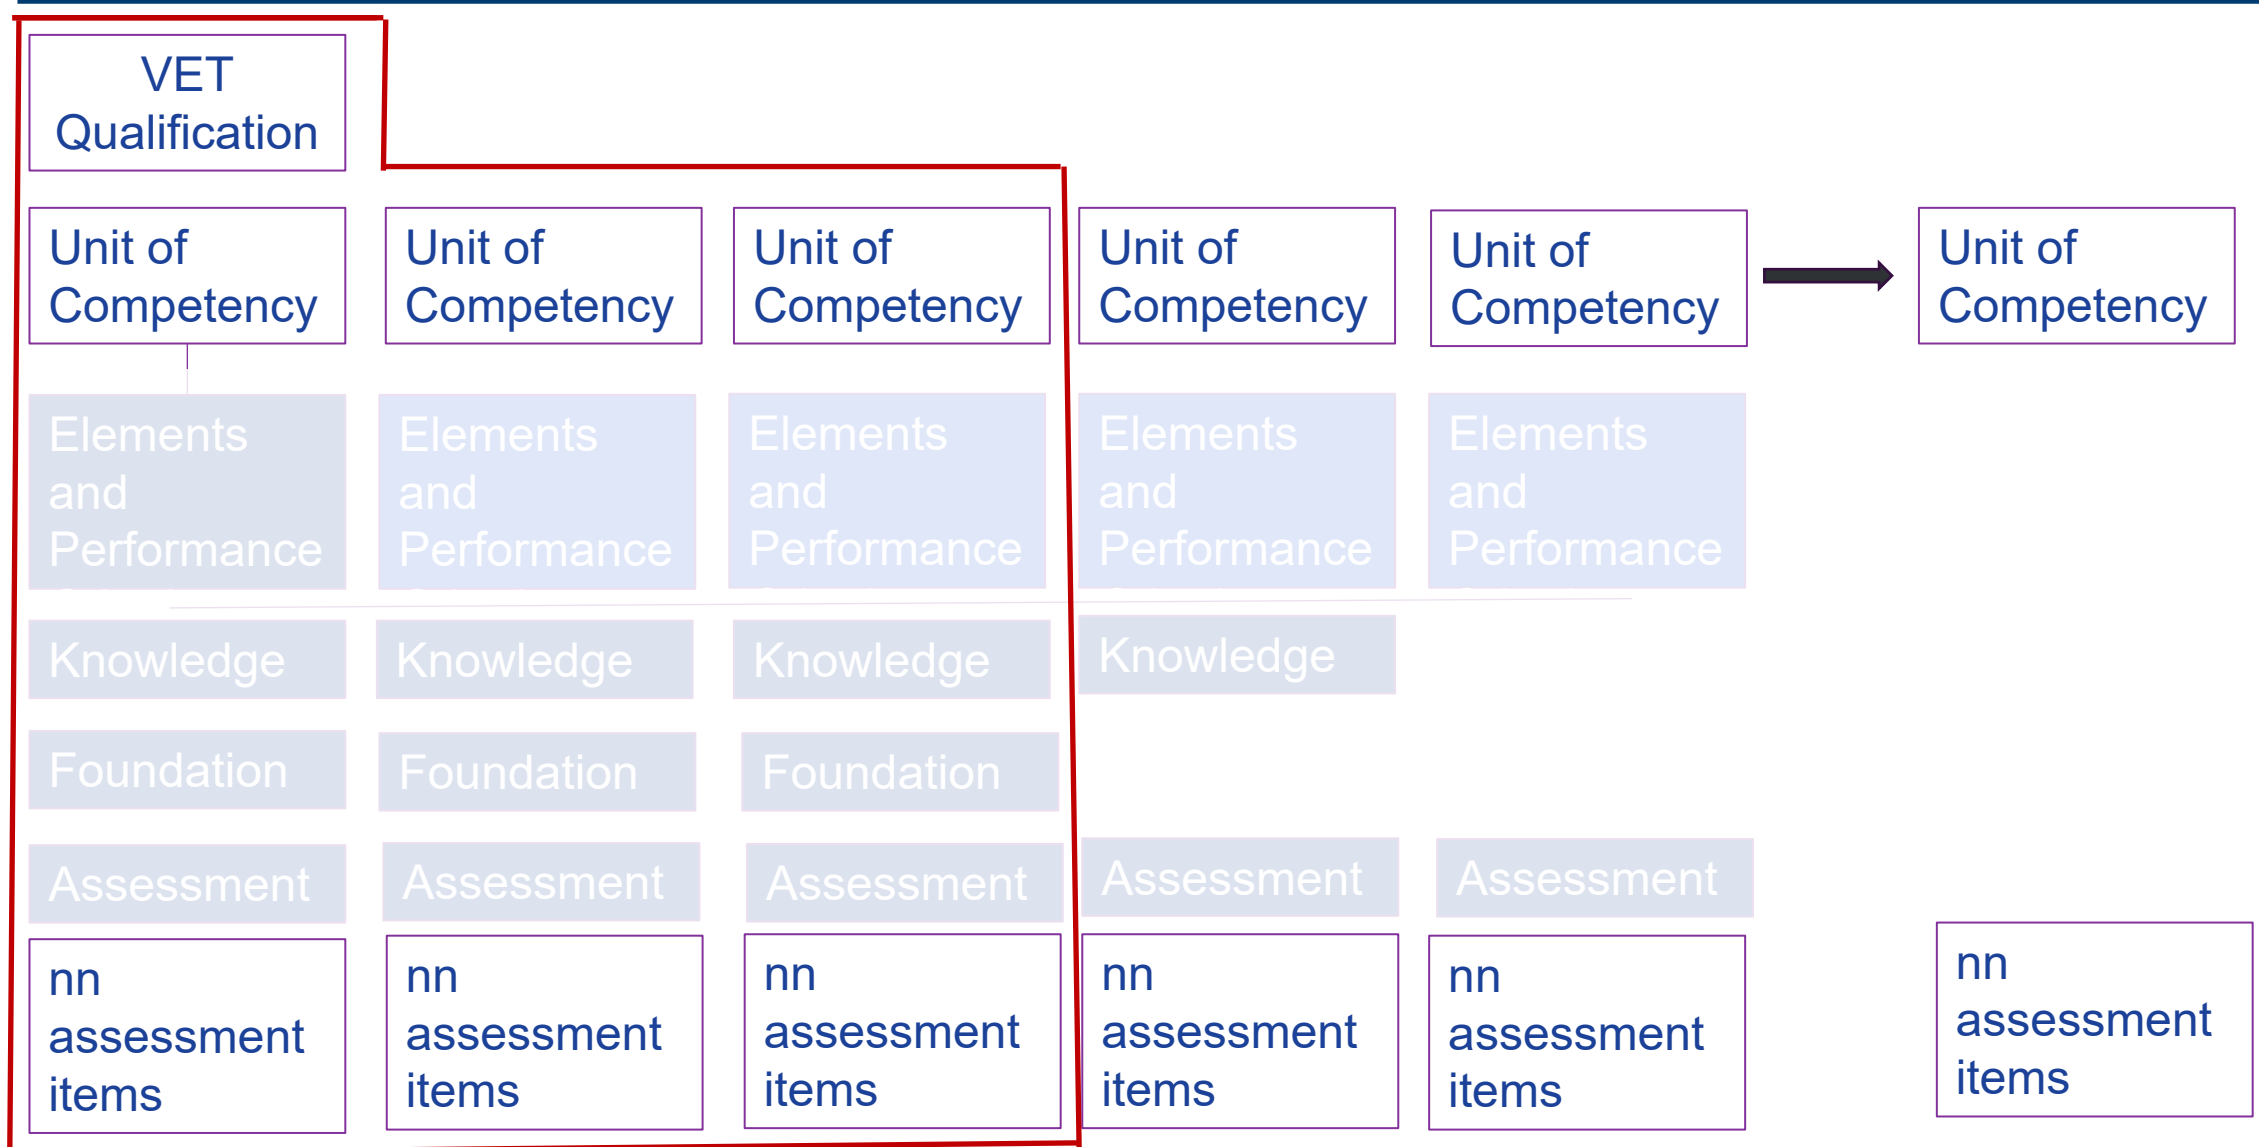 VET
Qualification
Unit of
Competency
Unit of
Competency
Unit of
Competency
Unit of
Competency
Unit of
Competency
Unit of
Competency
Elements
and
Performance
Elements
and
Performance
Elements
and
Performance
Elements
and
Performance
Elements
and
Performance
Knowledge
Knowledge
Knowledge
Knowledge
Foundation
Foundation
Foundation
Assessment
Assessment
Assessment
Assessment
Assessment
nn
assessment
items
nn
assessment
items
nn
assessment
items
nn
assessment
items
nn
assessment
items
nn
assessment
items